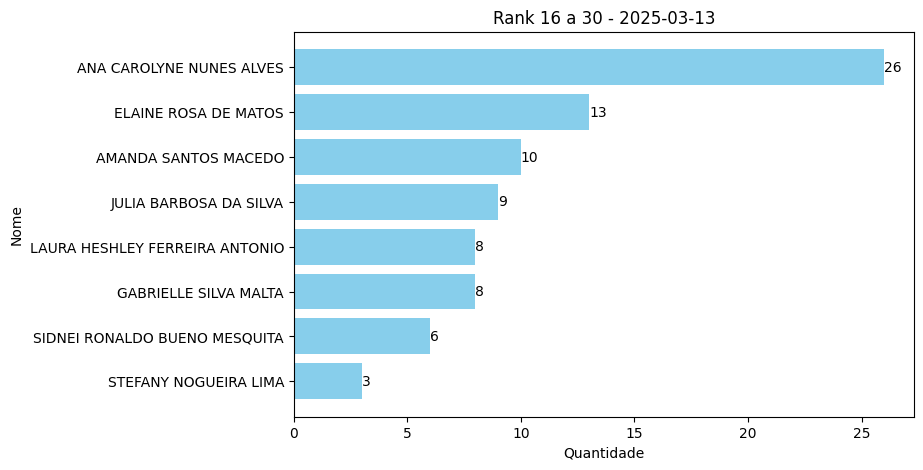 Rank 16 a 30 - 2025-03-13
ANA CAROLYNE NUNES ALVES 26
ELAINE ROSA DE MATOS 13
AMANDA SANTOS MACEDO 10
JULIA BARBOSA DA SILVA 9
LAURA HESHLEY FERREIRA ANTONIO 8
GABRIELLE SILVA MALTA 8
SIDNEI RONALDO BUENO MESQUITA 6
STEFANY NOGUEIRA LIMA 3
Nome
0 5 10 15 20 25
Quantidade